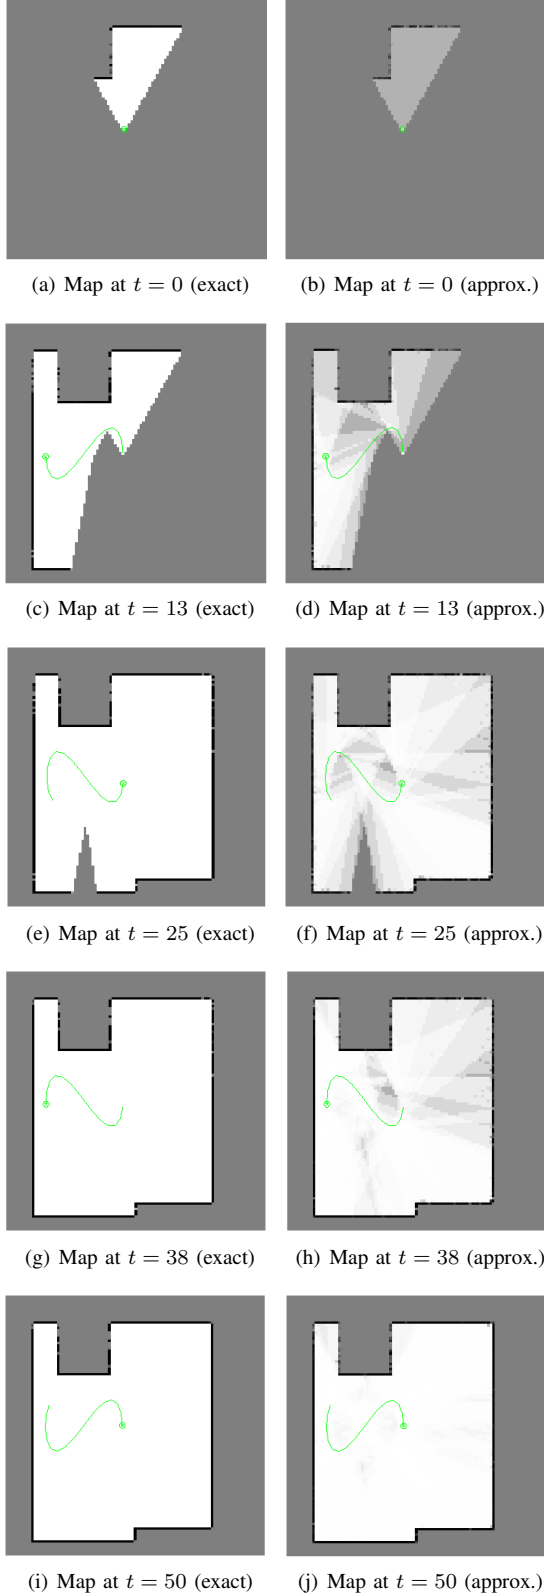 (a) Map at t = 0 (exact)
(b) Map at t = 0 (approx.)
(c) Map at t = 13 (exact)
(d) Map at t = 13 (approx.)
(e) Map at t = 25 (exact)
(f) Map at t = 25 (approx.)
(g) Map at t = 38 (exact)
(h) Map at t = 38 (approx.)
(i) Map at t = 50 (exact)
(j) Map at t = 50 (approx.)